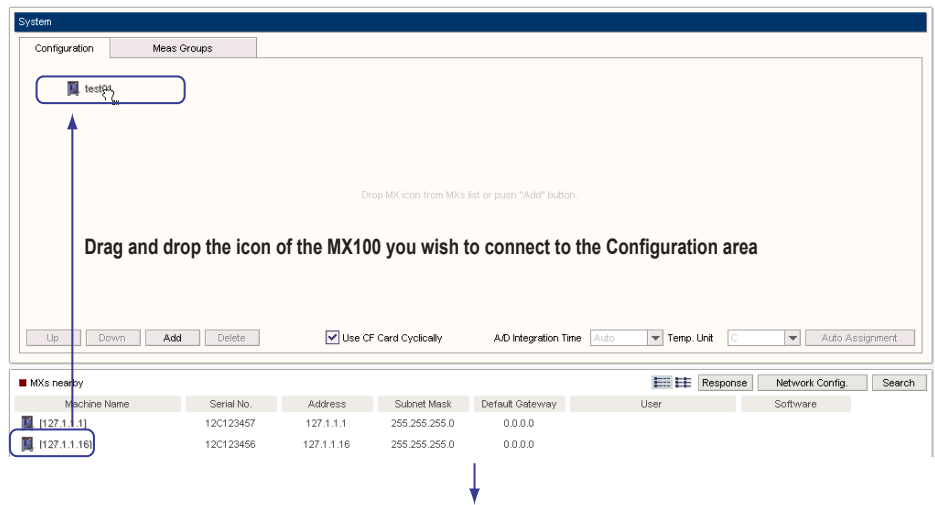 System
Configuration Meas Groups
test01
Drop MX icon from MXs list or push "Add" button.
Drag and drop the icon of the MX100 you wish to connect to the Configuration area
Up Down Add Delete Use CF Card Cyclically A/D Integration Time Auto Temp. Unit C Auto Assignment
MXs nearby Response Network Config. Search
Machine Name Serial No. Address Subnet Mask Default Gateway User Software
[127.1.1.1] 12C123457 127.1.1.1 255.255.255.0 0.0.0.0
[127.1.1.16] 12C123456 127.1.1.16 255.255.255.0 0.0.0.0